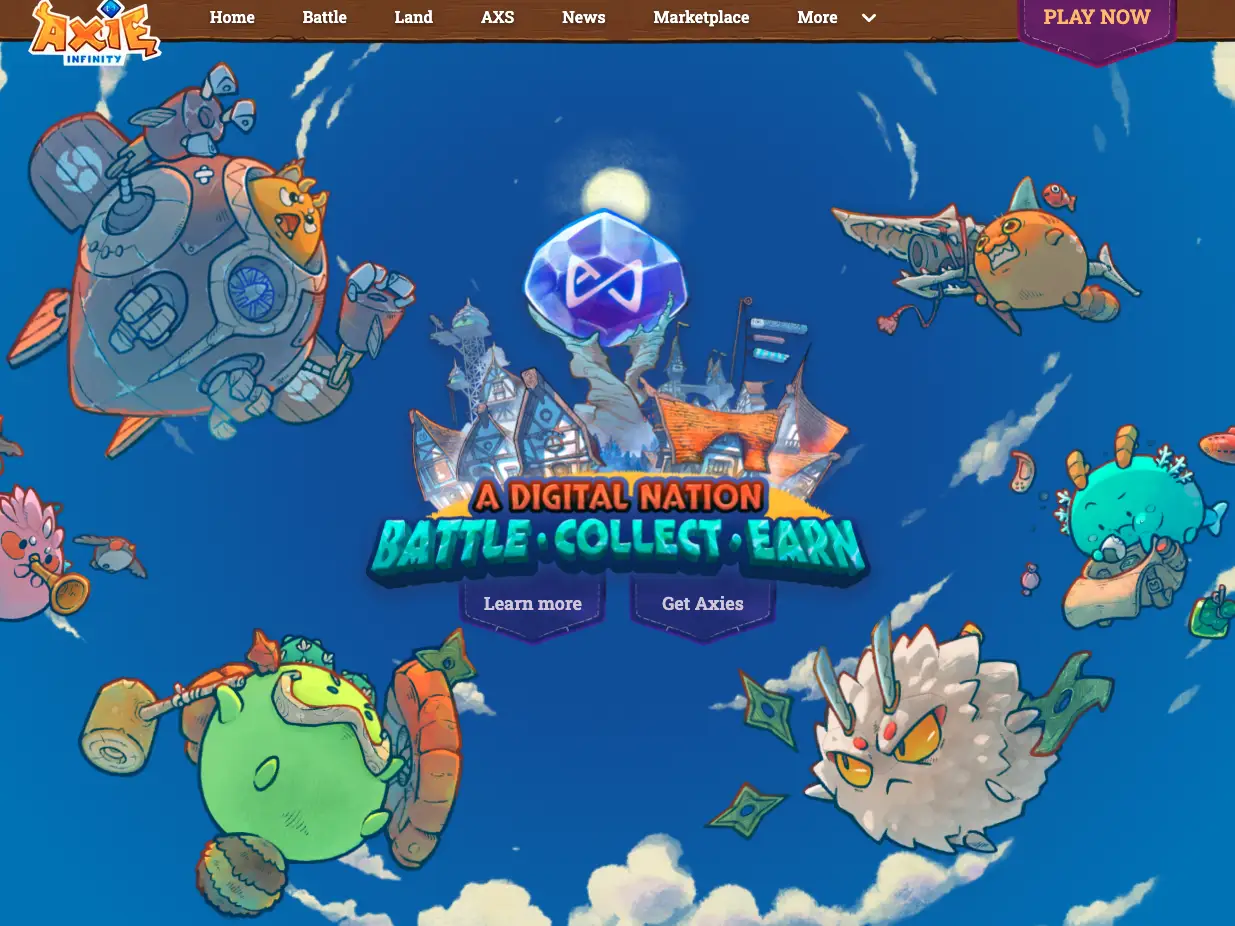 AXIE
INFINITY
Home Battle Land AXS News Marketplace More
PLAY NOW
A DIGITAL NATION
BATTLE · COLLECT · EARN
Learn more Get Axies